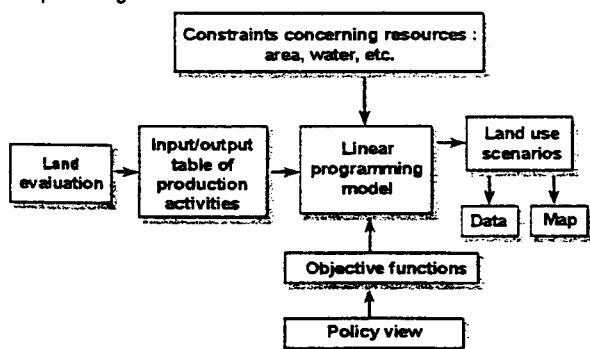 Constraints concerning resources :
area, water, etc.
Land
evaluation
Input/output
table of
production
activities
Linear
programming
model
Land use
scenarios
Data
Map
Objective functions
Policy view